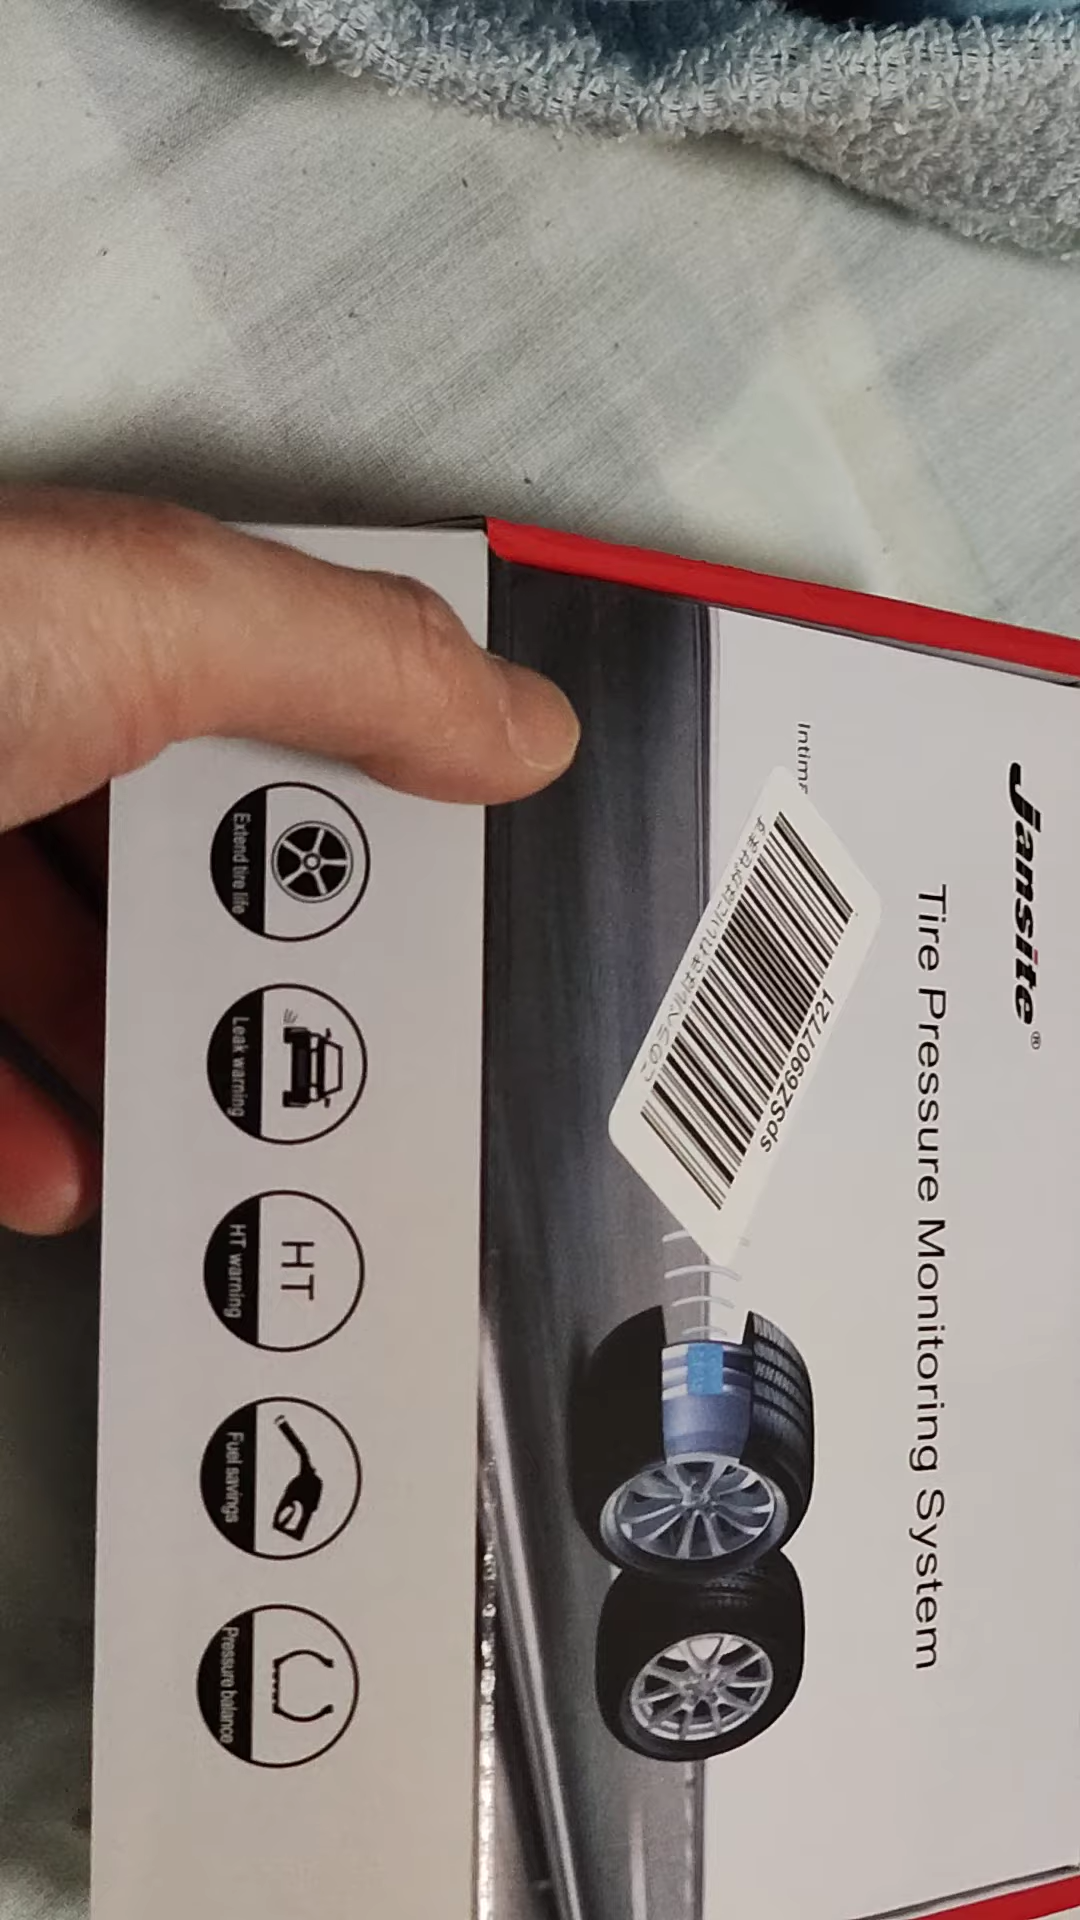 Jansite®
Tire Pressure Monitoring System
このラベルはきれいにはがせます
spSZ6907721
Extend tire life
Leak warning
HT
HT warning
Fuel savings
Pressure balance